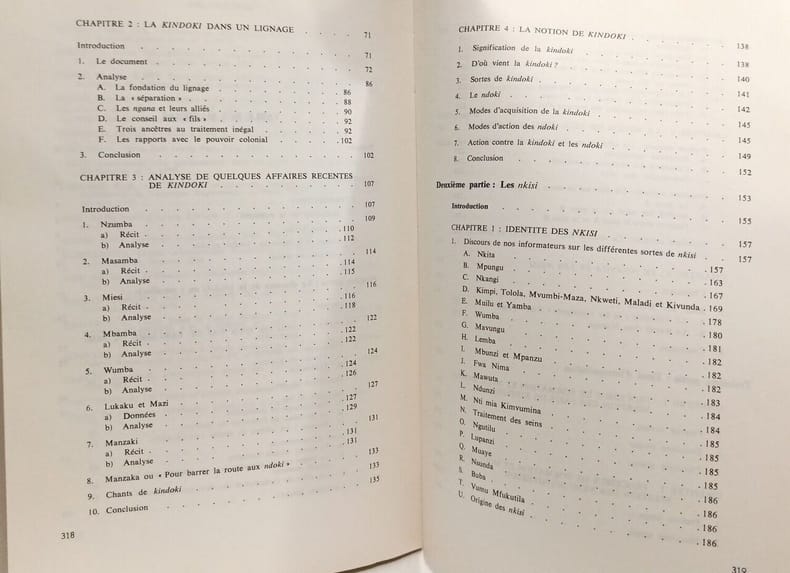 CHAPITRE 2 : LA KINDOKI DANS UN LIGNAGE . . . . 71
Introduction . . . . 71
1. Le document . . . . 72
2. Analyse . . . . 86
A. La fondation du lignage . . . . 86
B. La « séparation » . . . . 88
C. Les nguna et leurs alliés . . . . 90
D. Le conseil aux « fils » . . . . 92
E. Trois ancêtres au traitement inégal . . . . 92
F. Les rapports avec le pouvoir colonial . . . . 102
3. Conclusion . . . . 102
CHAPITRE 3 : ANALYSE DE QUELQUES AFFAIRES RECENTES
DE KINDOKI . . . . 107
Introduction . . . . 107
1. Nzumba . . . . 109
a) Récit . . . . 110
b) Analyse . . . . 112
2. Masamba . . . . 114
a) Récit . . . . 114
b) Analyse . . . . 115
3. Miesi . . . . 116
a) Récit . . . . 116
b) Analyse . . . . 118
4. Mbamba . . . . 122
a) Récit . . . . 122
b) Analyse . . . . 122
5. Wumba . . . . 124
a) Récit . . . . 124
b) Analyse . . . . 126
6. Lukaku et Mazi . . . . 127
a) Données . . . . 127
b) Analyse . . . . 129
7. Manzaki . . . . 131
a) Récit . . . . 131
b) Analyse . . . . 131
8. Manzaka ou « Pour barrer la route aux ndoki » . . . . 133
9. Chants de kindoki . . . . 133
10. Conclusion . . . . 135
318
CHAPITRE 4 : LA NOTION DE KINDOKI . . . . 138
1. Signification de la kindoki . . . . 138
2. D'où vient la kindoki ? . . . . 140
3. Sortes de kindoki . . . . 141
4. Le ndoki . . . . 142
5. Modes d'acquisition de la kindoki . . . . 145
6. Modes d'action des ndoki . . . . 145
7. Action contre la kindoki et les ndoki . . . . 149
8. Conclusion . . . . 152
Deuxième partie : Les nkisi . . . . 153
Introduction . . . . 155
CHAPITRE 1 : IDENTITE DES NKISI . . . . 157
1. Discours de nos informateurs sur les différentes sortes de nkisi . . 157
A. Nkita . . . . 157
B. Mpungu . . . . 163
C. Nkangi . . . . 167
D. Kimpi, Tolola, Mvumbi-Maza, Nkweti, Maladi et Kivunda . 169
E. Muilu et Yamba . . . . 178
F. Wumba . . . . 180
G. Mavungu . . . . 181
H. Lemba . . . . 182
I. Mbunzi et Mpanzu . . . . 182
J. Fwa Nima . . . . 182
K. Mawuta . . . . 183
L. Ndunzi . . . . 184
M. Nti mia Kimvumina . . . . 184
N. Traitement des seins . . . . 185
O. Ngutilu . . . . 185
P. Lupanzi . . . . 185
Q. Muaye . . . . 185
R. Nsunda . . . . 186
S. Buba . . . . 186
T. Vumu Mfukutila . . . . 186
U. Origine des nkisi . . . . 186
319